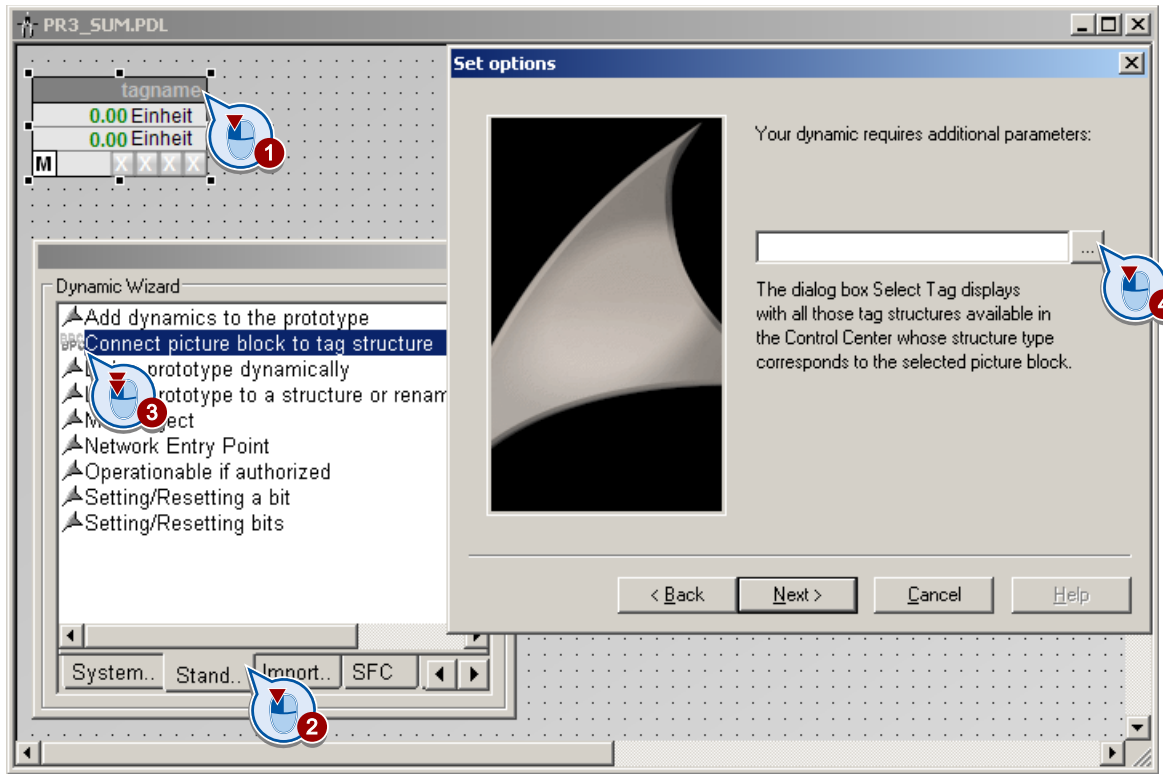 PR3_SUM.PDL
tagname
0.00 Einheit
0.00 Einheit
M X X X X
1
Set options
Your dynamic requires additional parameters:
...
4
The dialog box Select Tag displays
with all those tag structures available in
the Control Center whose structure type
corresponds to the selected picture block.
< Back Next > Cancel Help
Dynamic Wizard
Add dynamics to the prototype
Connect picture block to tag structure
prototype dynamically
prototype to a structure or renam
3
Network Entry Point
Operationable if authorized
Setting/Resetting a bit
Setting/Resetting bits
System.. Stand.. Import.. SFC
2